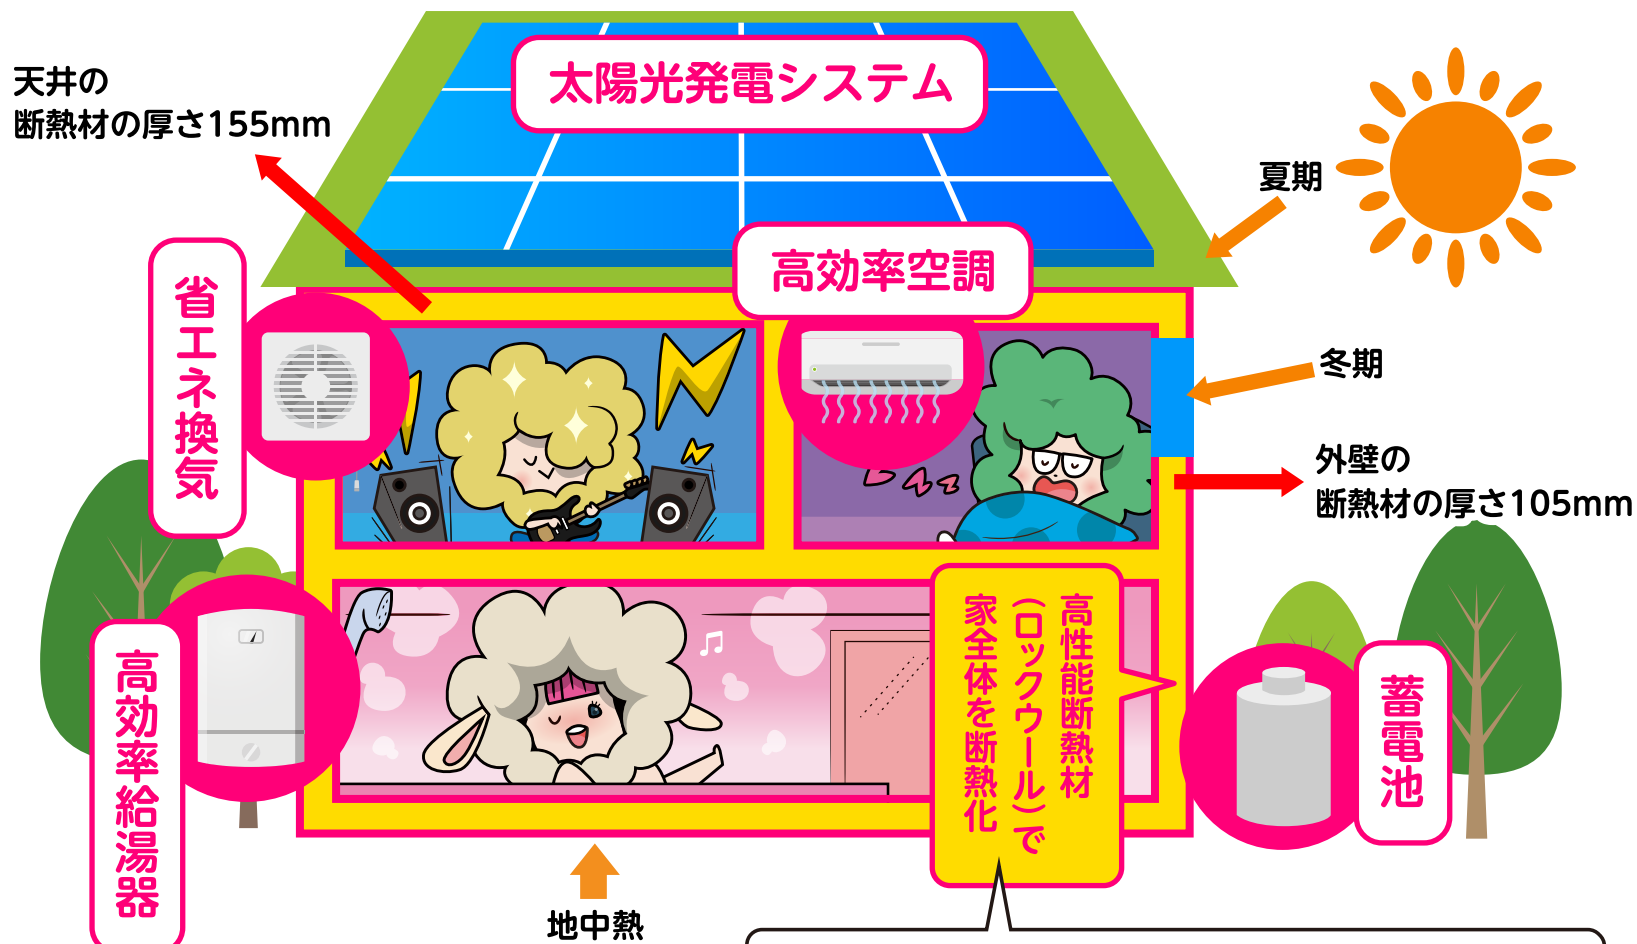 太陽光発電システム
天井の
断熱材の厚さ155mm
夏期
高効率空調
省エネ換気
冬期
外壁の
断熱材の厚さ105mm
高性能断熱材
（ロックウール）で
家全体を断熱化
高効率給湯器
蓄電池
地中熱